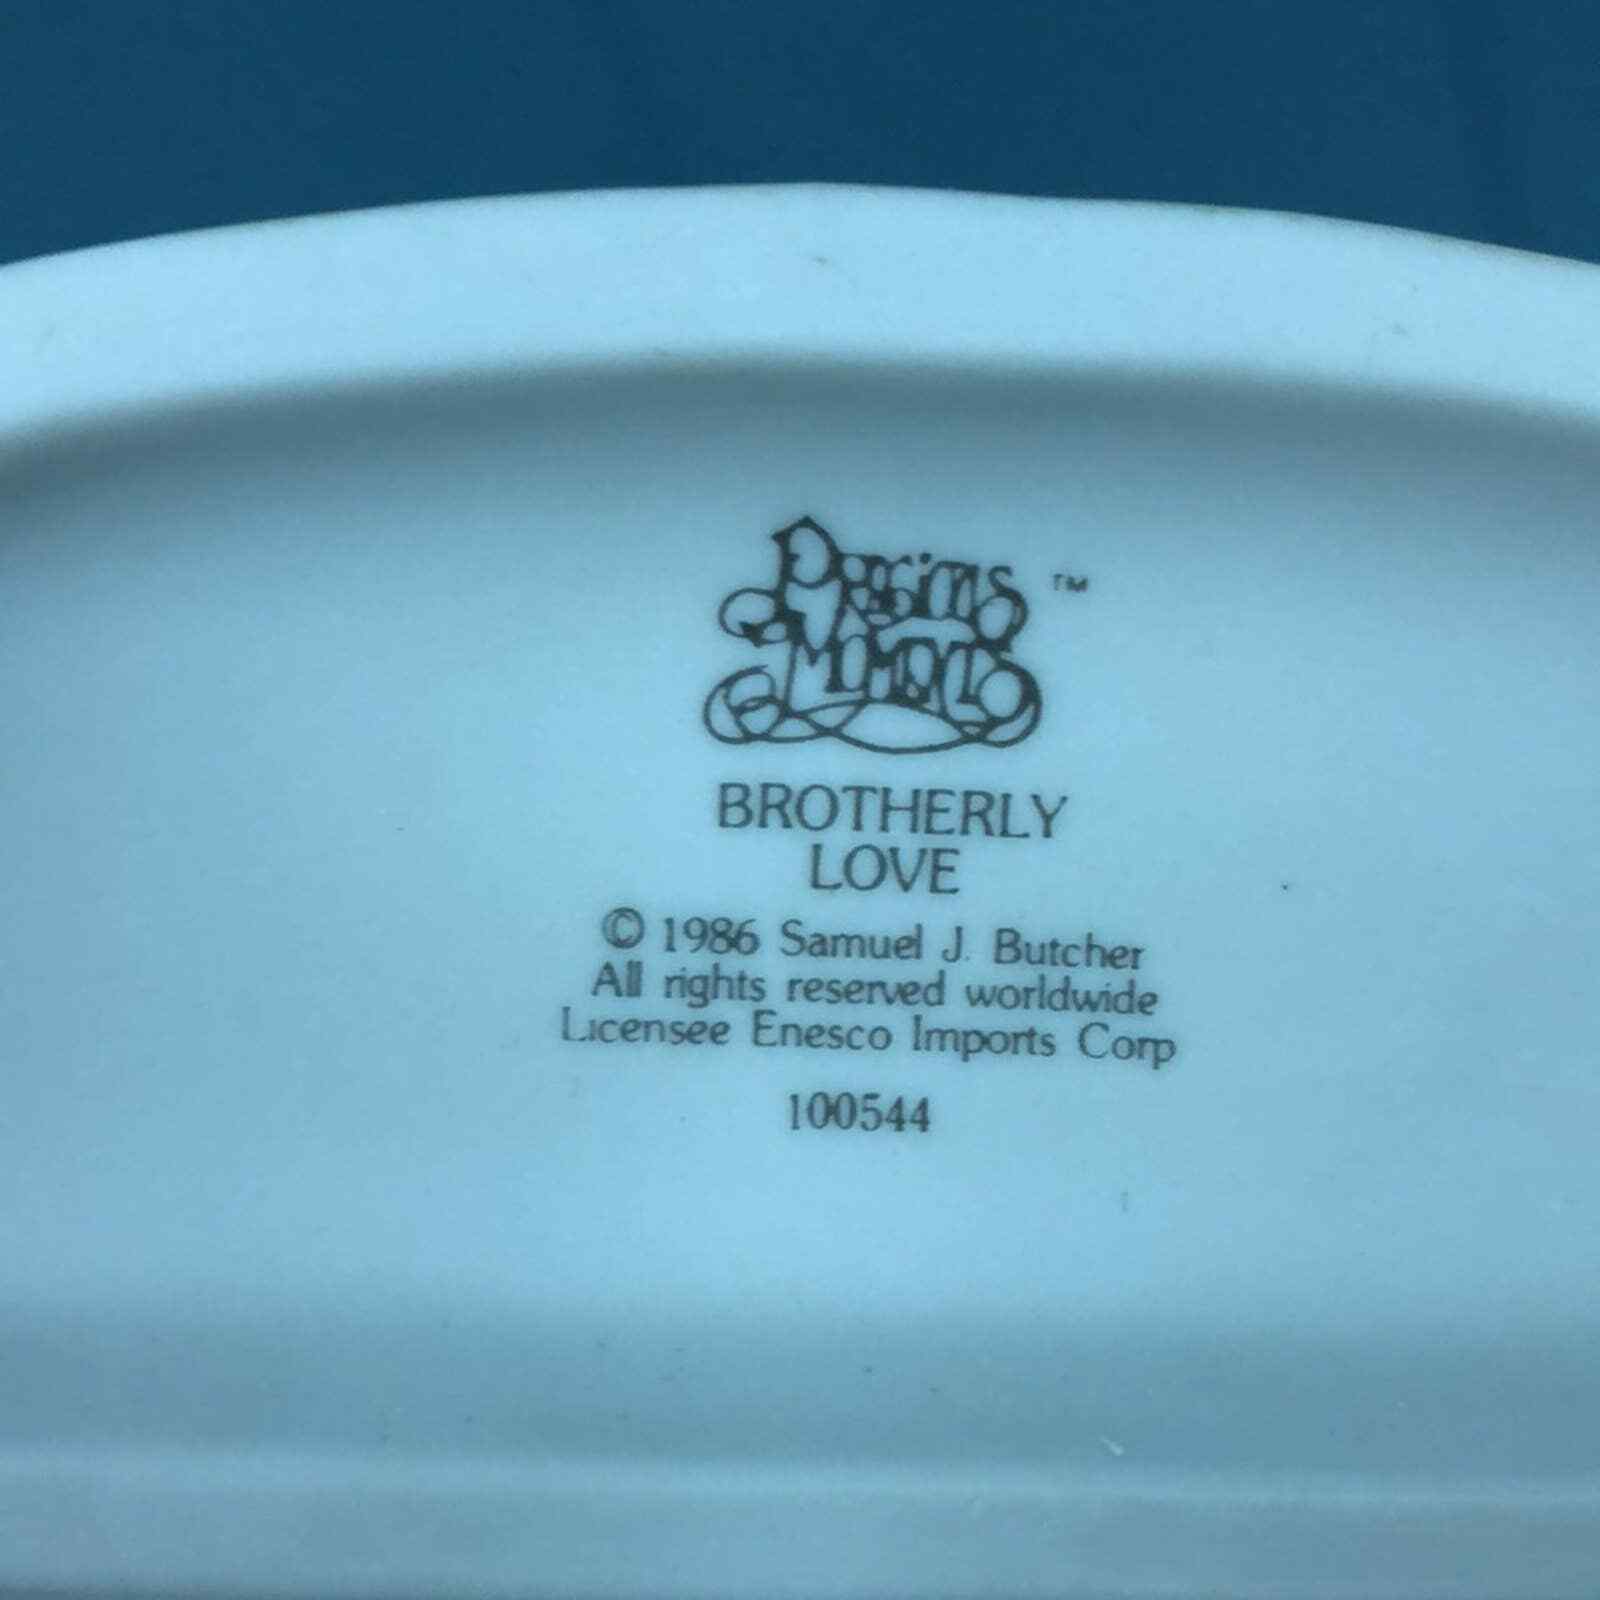 Precious
Moments
™
BROTHERLY
LOVE
© 1986 Samuel J. Butcher
All rights reserved worldwide
Licensee Enesco Imports Corp
100544